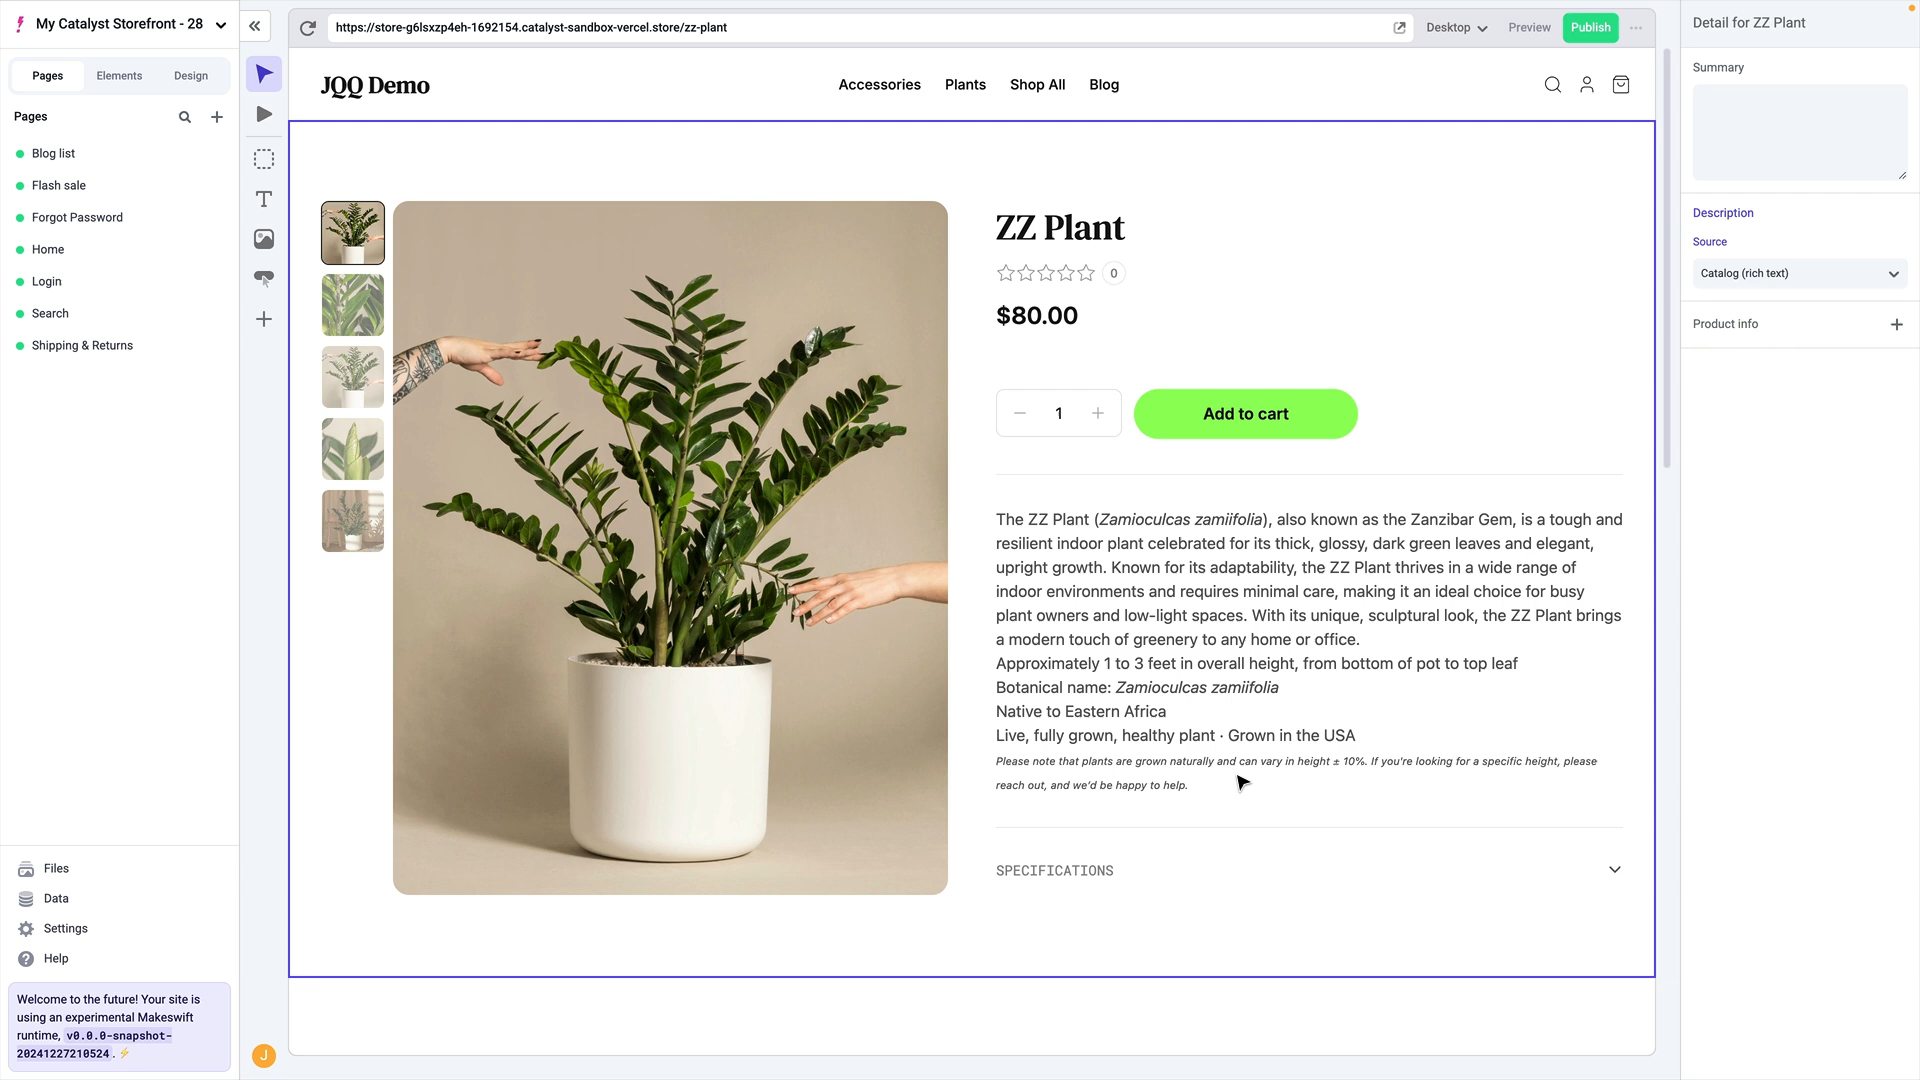 My Catalyst Storefront - 28
Pages
Elements
Design
Pages
Blog list
Flash sale
Forgot Password
Home
Login
Search
Shipping & Returns
Files
Data
Settings
Help
Welcome to the future! Your site is
using an experimental Makeswift
runtime, v0.0.0-snapshot-
20241227210524. ⚡
J
https://store-g6lsxzp4eh-1692154.catalyst-sandbox-vercel.store/zz-plant
Desktop
Preview
Publish
JQQ Demo
Accessories
Plants
Shop All
Blog
ZZ Plant
0
$80.00
1
Add to cart
The ZZ Plant (Zamioculcas zamiifolia), also known as the Zanzibar Gem, is a tough and
resilient indoor plant celebrated for its thick, glossy, dark green leaves and elegant,
upright growth. Known for its adaptability, the ZZ Plant thrives in a wide range of
indoor environments and requires minimal care, making it an ideal choice for busy
plant owners and low-light spaces. With its unique, sculptural look, the ZZ Plant brings
a modern touch of greenery to any home or office.
Approximately 1 to 3 feet in overall height, from bottom of pot to top leaf
Botanical name: Zamioculcas zamiifolia
Native to Eastern Africa
Live, fully grown, healthy plant · Grown in the USA
Please note that plants are grown naturally and can vary in height ± 10%. If you're looking for a specific height, please
reach out, and we'd be happy to help.
SPECIFICATIONS
Detail for ZZ Plant
Summary
Description
Source
Catalog (rich text)
Product info